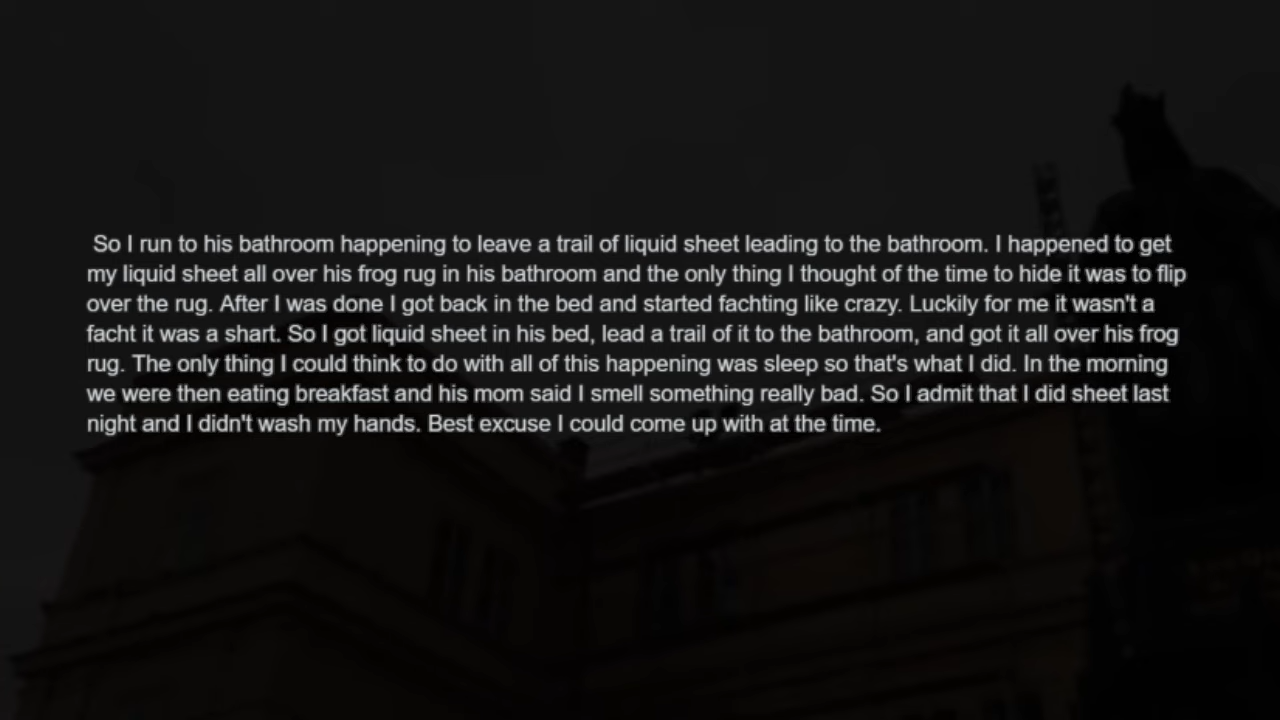 So I run to his bathroom happening to leave a trail of liquid sheet leading to the bathroom. I happened to get
my liquid sheet all over his frog rug in his bathroom and the only thing I thought of the time to hide it was to flip
over the rug. After I was done I got back in the bed and started fachting like crazy. Luckily for me it wasn't a
facht it was a shart. So I got liquid sheet in his bed, lead a trail of it to the bathroom, and got it all over his frog
rug. The only thing I could think to do with all of this happening was sleep so that's what I did. In the morning
we were then eating breakfast and his mom said I smell something really bad. So I admit that I did sheet last
night and I didn't wash my hands. Best excuse I could come up with at the time.